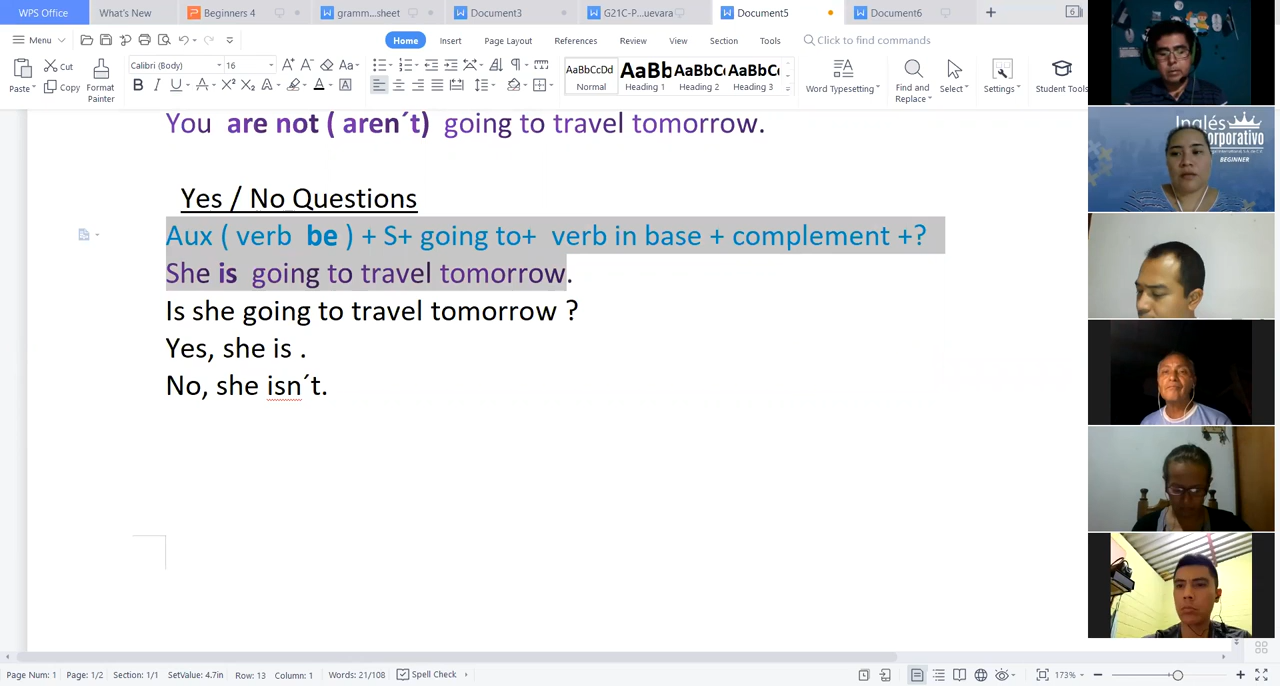 WPS Office What's New Beginners 4 gramm...sheet Document3 G21C-P...uevara Document5 Document6 6
Menu Home Insert Page Layout References Review View Section Tools Click to find commands
Paste Cut Copy Format Painter Calibri (Body) 16 AaBbCcDd Normal AaBb Heading 1 AaBbCc Heading 2 AaBbCc Heading 3 Word Typesetting Find and Replace Select Settings Student Tools
You are not ( aren´t) going to travel tomorrow.
Yes / No Questions
Aux ( verb be ) + S+ going to+ verb in base + complement +?
She is going to travel tomorrow.
Is she going to travel tomorrow ?
Yes, she is .
No, she isn´t.
Inglés
orporativo
BEGINNER
Page Num: 1 Page: 1/2 Section: 1/1 SetValue: 4.7in Row: 13 Column: 1 Words: 21/108 Spell Check 173%